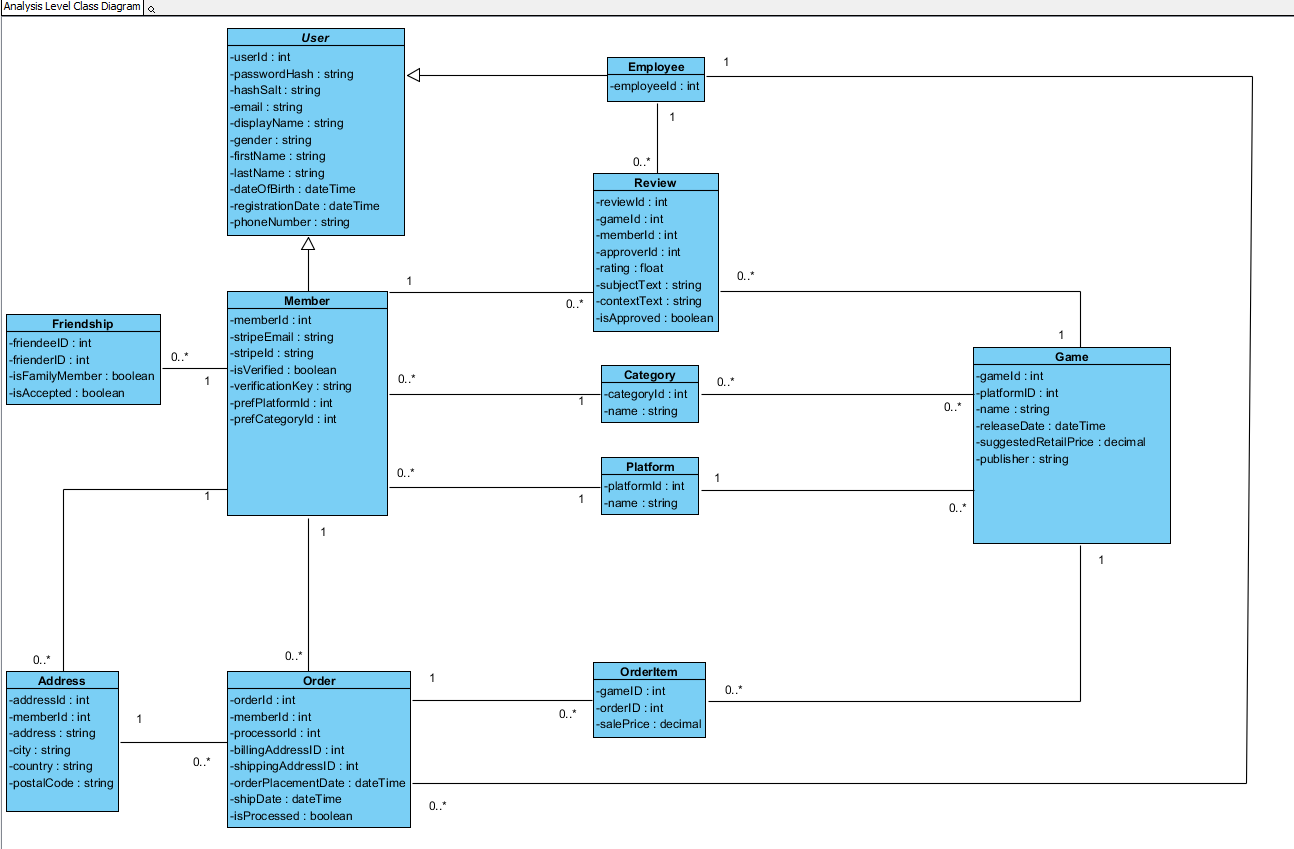 Analysis Level Class Diagram
User
-userId : int
-passwordHash : string
-hashSalt : string
-email : string
-displayName : string
-gender : string
-firstName : string
-lastName : string
-dateOfBirth : dateTime
-registrationDate : dateTime
-phoneNumber : string
Employee
-employeeId : int
1
1
0..*
Review
-reviewId : int
-gameId : int
-memberId : int
-approverId : int
-rating : float
-subjectText : string
-contextText : string
-isApproved : boolean
1
0..*
0..*
1
Member
-memberId : int
-stripeEmail : string
-stripeId : string
-isVerified : boolean
-verificationKey : string
-prefPlatformId : int
-prefCategoryId : int
Friendship
-friendeeID : int
-frienderID : int
-isFamilyMember : boolean
-isAccepted : boolean
0..*
1
0..*
1
Category
-categoryId : int
-name : string
0..*
0..*
Game
-gameId : int
-platformID : int
-name : string
-releaseDate : dateTime
-suggestedRetailPrice : decimal
-publisher : string
0..*
1
Platform
-platformId : int
-name : string
1
0..*
1
1
1
0..*
0..*
Address
-addressId : int
-memberId : int
-address : string
-city : string
-country : string
-postalCode : string
1
0..*
Order
-orderId : int
-memberId : int
-processorId : int
-billingAddressID : int
-shippingAddressID : int
-orderPlacementDate : dateTime
-shipDate : dateTime
-isProcessed : boolean
1
0..*
OrderItem
-gameID : int
-orderID : int
-salePrice : decimal
0..*
0..*